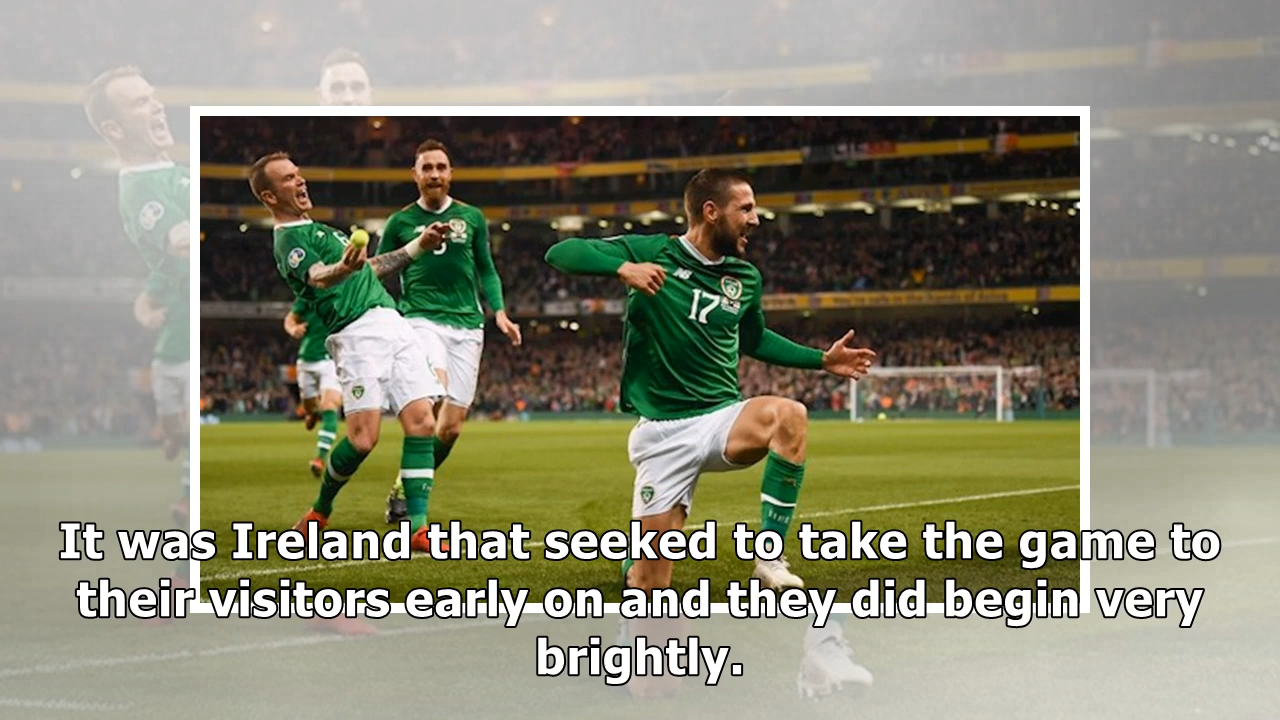 17
It was Ireland that seeked to take the game to
their visitors early on and they did begin very
brightly.